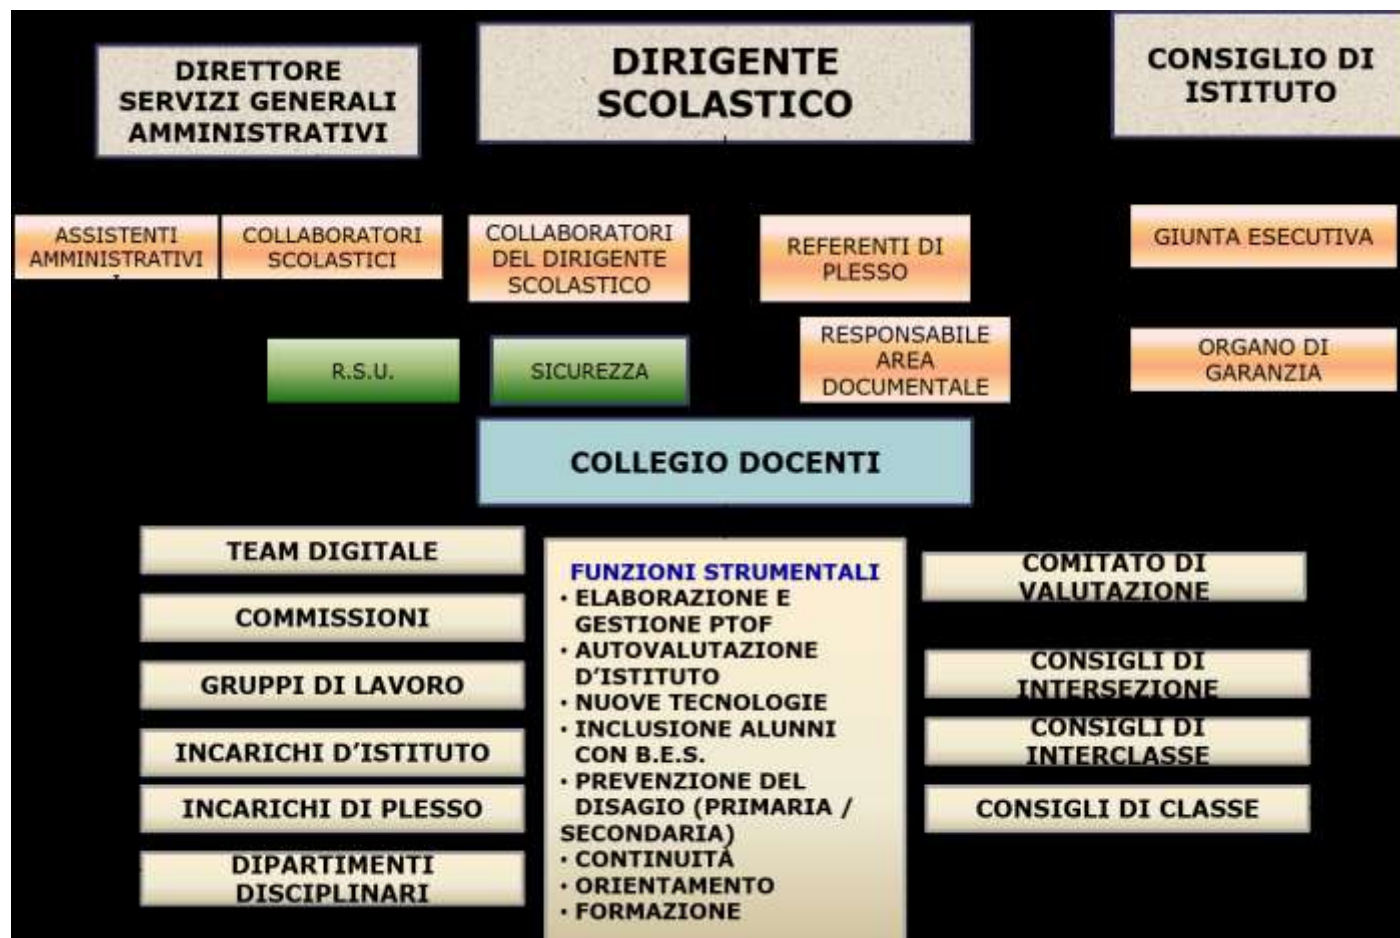 DIRETTORE
SERVIZI GENERALI
AMMINISTRATIVI
DIRIGENTE
SCOLASTICO
CONSIGLIO DI
ISTITUTO
ASSISTENTI
AMMINISTRATIVI
COLLABORATORI
SCOLASTICI
COLLABORATORI
DEL DIRIGENTE
SCOLASTICO
REFERENTI DI
PLESSO
GIUNTA ESECUTIVA
R.S.U.
SICUREZZA
RESPONSABILE
AREA
DOCUMENTALE
ORGANO DI
GARANZIA
COLLEGIO DOCENTI
TEAM DIGITALE
COMMISSIONI
GRUPPI DI LAVORO
INCARICHI D’ISTITUTO
INCARICHI DI PLESSO
DIPARTIMENTI
DISCIPLINARI
FUNZIONI STRUMENTALI
• ELABORAZIONE E
GESTIONE PTOF
• AUTOVALUTAZIONE
D’ISTITUTO
• NUOVE TECNOLOGIE
• INCLUSIONE ALUNNI
CON B.E.S.
• PREVENZIONE DEL
DISAGIO (PRIMARIA /
SECONDARIA)
• CONTINUITÀ
• ORIENTAMENTO
• FORMAZIONE
COMITATO DI
VALUTAZIONE
CONSIGLI DI
INTERSEZIONE
CONSIGLI DI
INTERCLASSE
CONSIGLI DI CLASSE